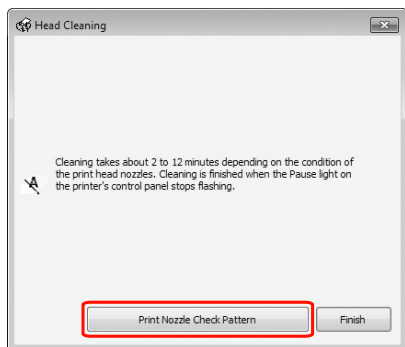 Head Cleaning
Cleaning takes about 2 to 12 minutes depending on the condition of
the print head nozzles. Cleaning is finished when the Pause light on
the printer's control panel stops flashing.
Print Nozzle Check Pattern
Finish